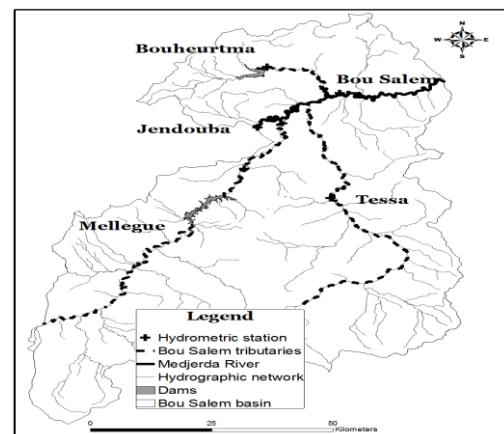 N
W E
S
Bouheurtma
Bou Salem
Jendouba
Tessa
Mellegue
Legend
Hydrometric station
Bou Salem tributaries
Medjerda River
Hydrographic network
Dams
Bou Salem basin
0 25 50
Kilometers